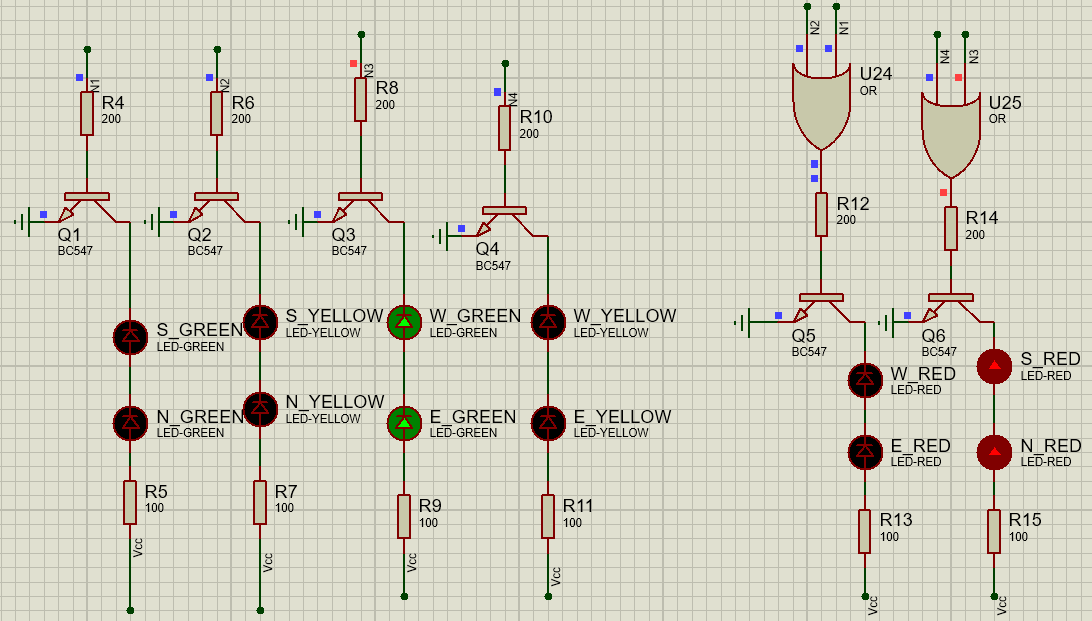 N1
R4
200
Q1
BC547
S_GREEN
LED-GREEN
N_GREEN
LED-GREEN
R5
100
Vcc
N2
R6
200
Q2
BC547
S_YELLOW
LED-YELLOW
N_YELLOW
LED-YELLOW
R7
100
Vcc
N3
R8
200
Q3
BC547
W_GREEN
LED-GREEN
E_GREEN
LED-GREEN
R9
100
Vcc
N4
R10
200
Q4
BC547
W_YELLOW
LED-YELLOW
E_YELLOW
LED-YELLOW
R11
100
Vcc
N2
N1
U24
OR
R12
200
Q5
BC547
W_RED
LED-RED
E_RED
LED-RED
R13
100
Vcc
N4
N3
U25
OR
R14
200
Q6
BC547
S_RED
LED-RED
N_RED
LED-RED
R15
100
Vcc